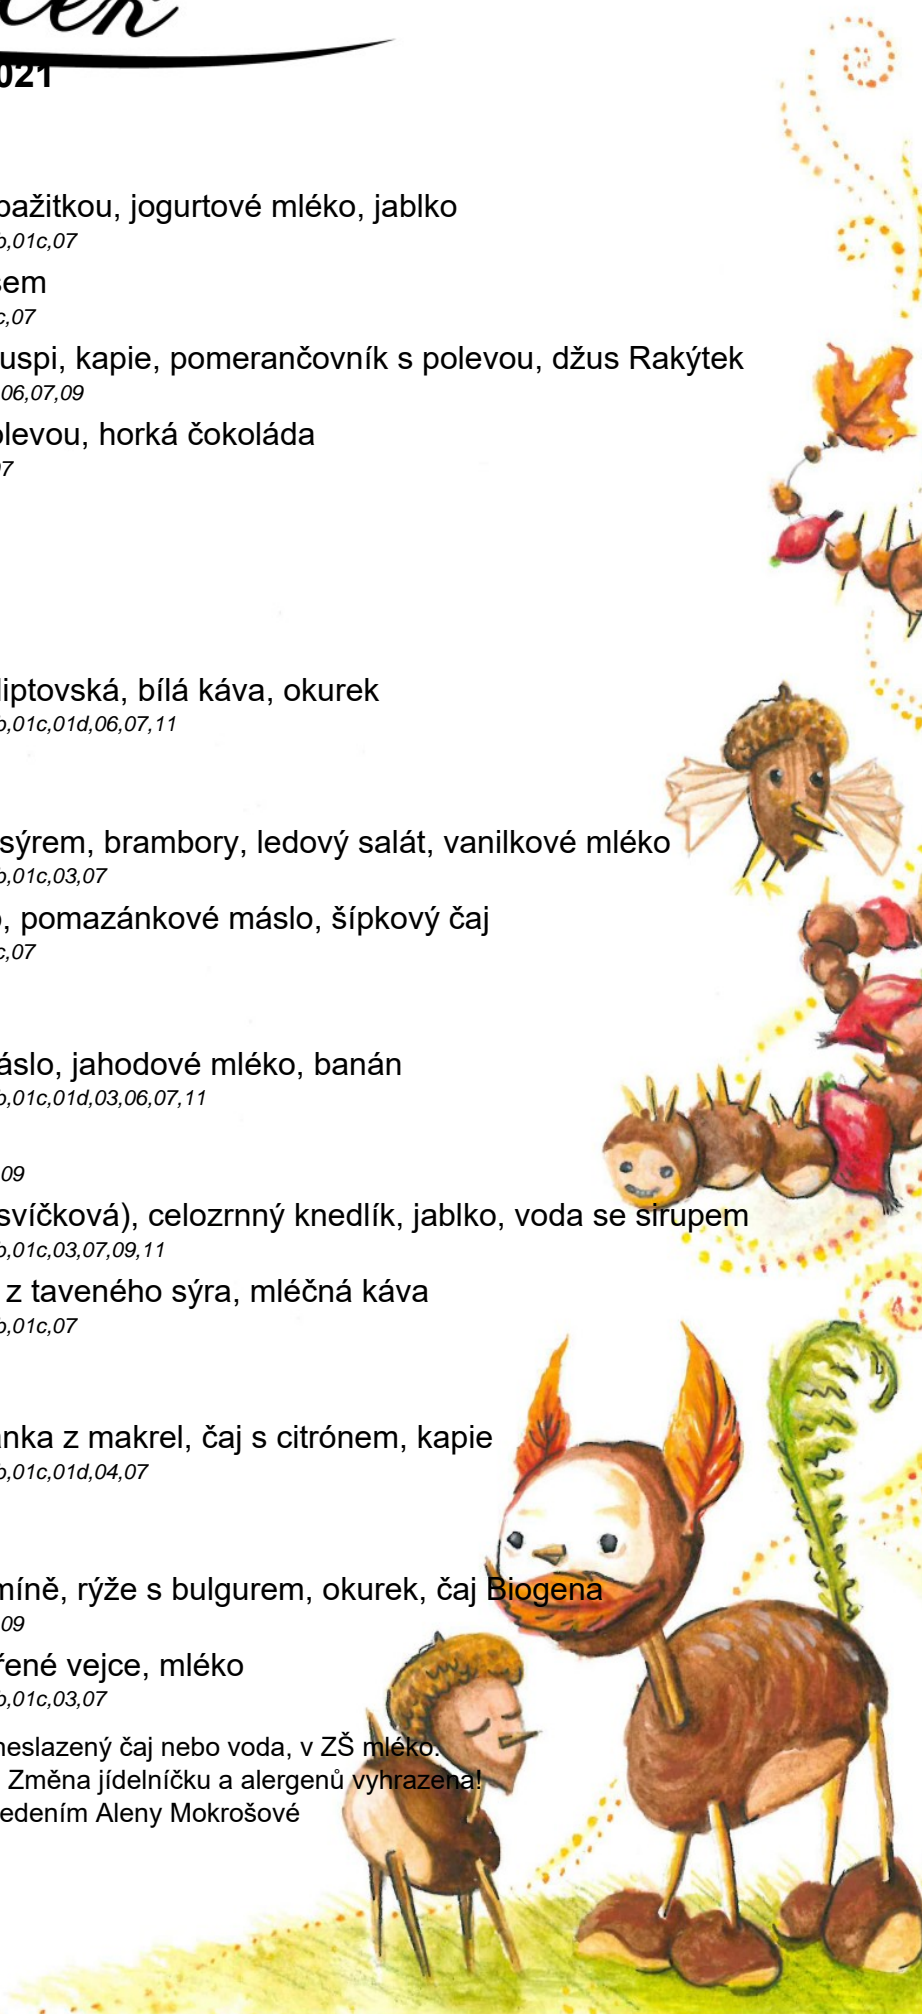 pažitkou, jogurtové mléko, jablko
,01c,07
c,07
uspi, kapie, pomerančovník s polevou, džus Rakýtek
06,07,09
olevou, horká čokoláda
liptovská, bílá káva, okurek
,01c,01d,06,07,11
sýrem, brambory, ledový salát, vanilkové mléko
,01c,03,07
, pomazánkové máslo, šípkový čaj
c,07
áslo, jahodové mléko, banán
,01c,01d,03,06,07,11
09
svíčková), celozrnný knedlík, jablko, voda se sirupem
,01c,03,07,09,11
z taveného sýra, mléčná káva
,01c,07
nka z makrel, čaj s citrónem, kapie
,01c,01d,04,07
míně, rýže s bulgurem, okurek, čaj Biogena
09
řené vejce, mléko
,01c,03,07
neslazený čaj nebo voda, v ZŠ mléko.
Změna jídelníčku a alergenů vyhrazena!
edením Aleny Mokrošové